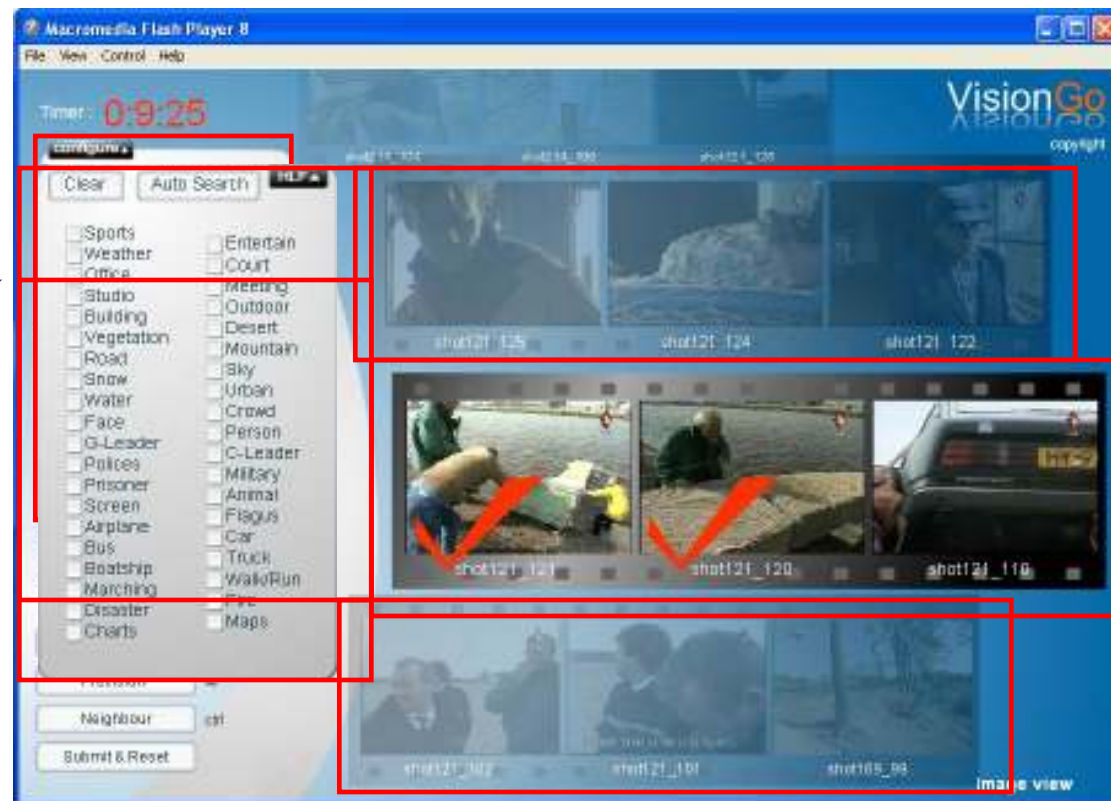 Macromedia Flash Player 8
File View Control Help
Timer : 0:9:25
VisionGo
copyright
configure
Clear
Auto Search
HLF
Sports
Weather
Office
Studio
Building
Vegetation
Road
Snow
Water
Face
G-Leader
Polices
Prisoner
Screen
Airplane
Bus
Boatship
Marching
Disaster
Charts
Entertain
Court
Meeting
Outdoor
Desert
Mountain
Sky
Urban
Crowd
Person
C-Leader
Military
Animal
Flagus
Car
Truck
Walk/Run
Maps
Neighbour
ctrl
Submit & Reset
shot121_125
shot121_124
shot121_122
shot121_121
shot121_120
shot121_116
shot121_102
shot121_101
shot169_98
image view